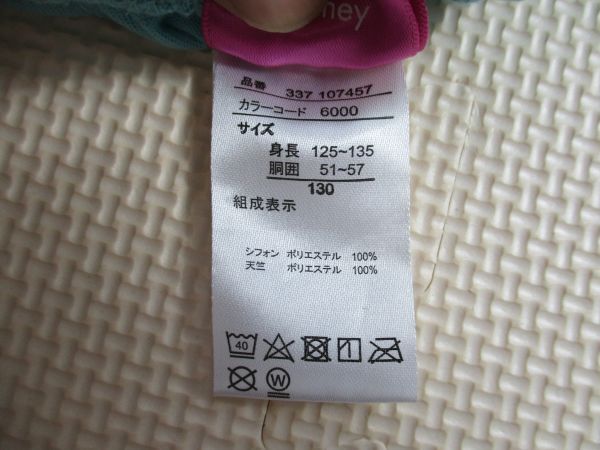 ney
品番 337 107457
カラーコード 6000
サイズ
身長 125~135
胴囲 51~57
130
組成表示
シフォン ポリエステル 100%
天竺 ポリエステル 100%
40
W